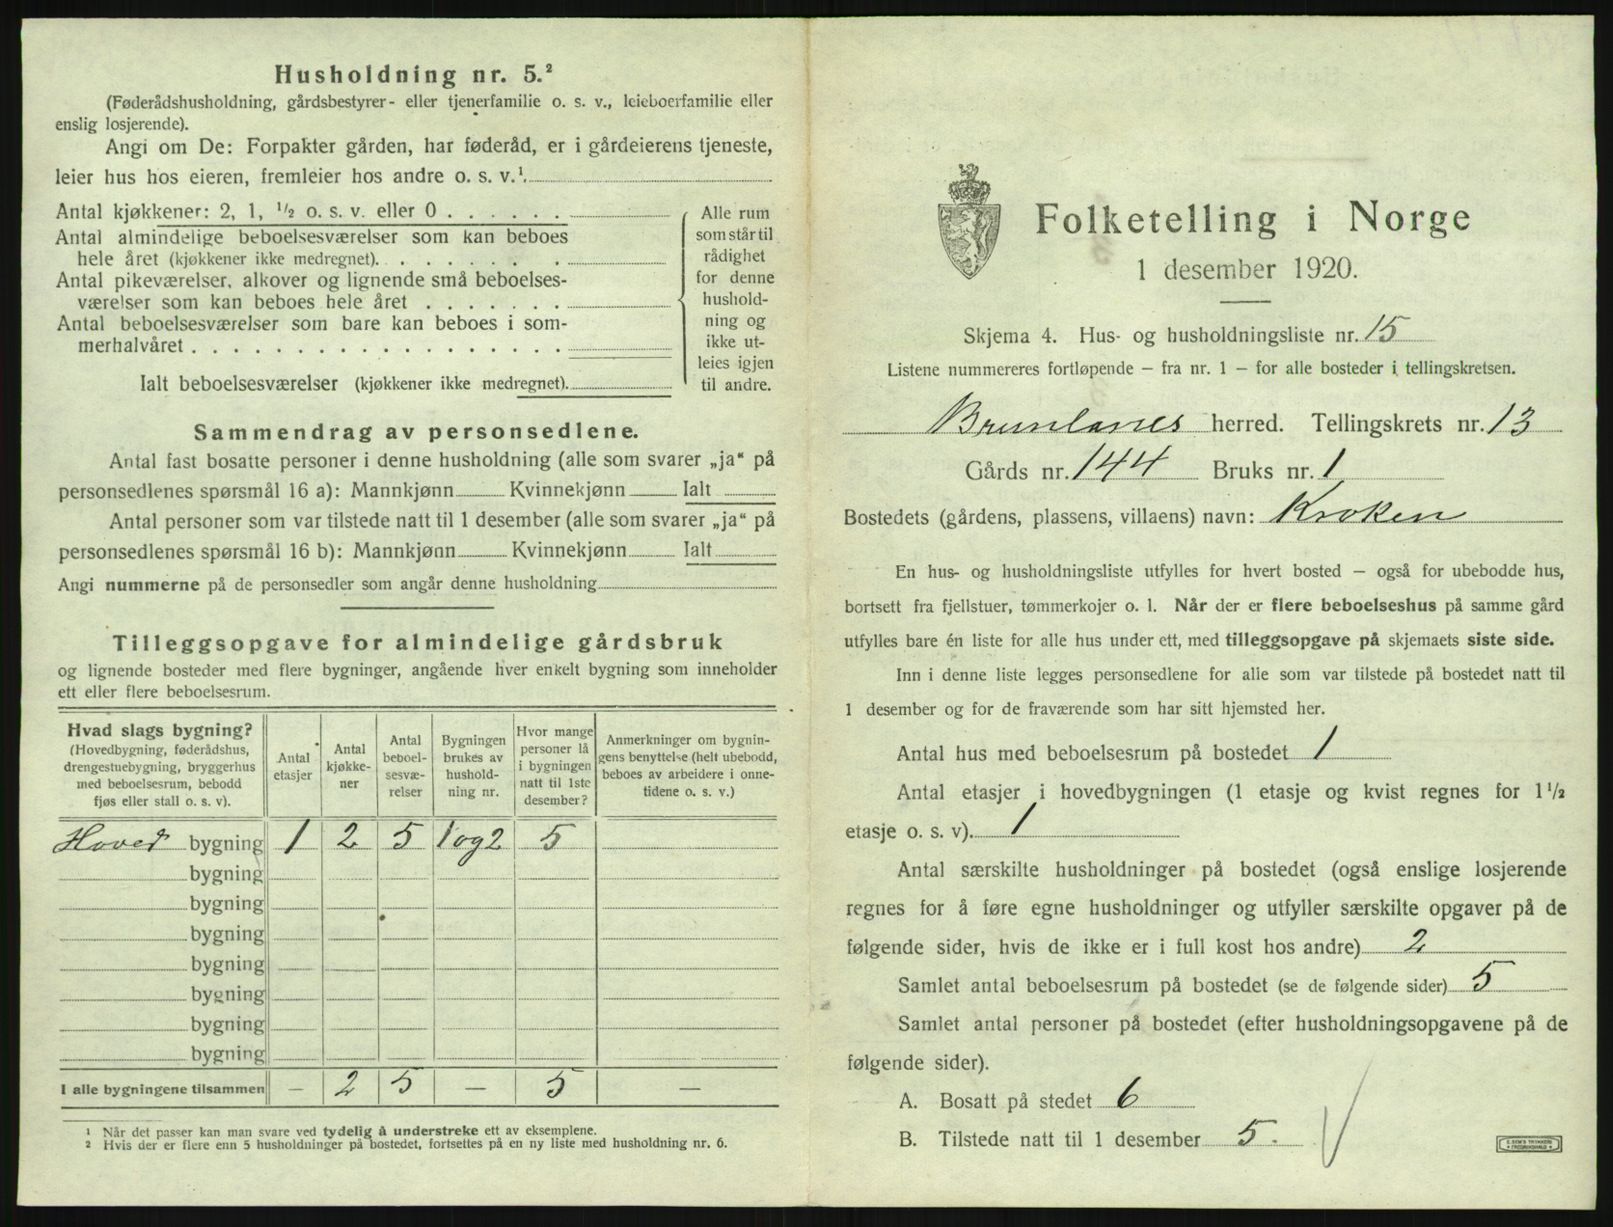 Husholdning nr. 5.²
(Føderådshusholdning, gårdsbestyrer- eller tjenerfamilie o. s. v., leieboerfamilie eller
enslig losjerende).
Angi om De: Forpakter gården, har føderåd, er i gårdeierens tjeneste,
leier hus hos eieren, fremleier hos andre o. s. v.¹
Antal kjøkkener: 2, 1, ½ o. s. v. eller 0
Antal almindelige beboelsesværelser som kan beboes
hele året (kjøkkener ikke medregnet)
Antal pikeværelser, alkover og lignende små beboelses-
værelser som kan beboes hele året
Antal beboelsesværelser som bare kan beboes i som-
merhalvåret
Ialt beboelsesværelser (kjøkkener ikke medregnet)
Alle rum
som står til
rådighet
for denne
hushold-
ning og
ikke ut-
leies igjen
til andre.
Sammendrag av personsedlene.
Antal fast bosatte personer i denne husholdning (alle som svarer „ja“ på
personsedlenes spørsmål 16 a): Mannkjønn Kvinnekjønn Ialt
Antal personer som var tilstede natt til 1 desember (alle som svarer „ja“ på
personsedlenes spørsmål 16 b): Mannkjønn Kvinnekjønn Ialt
Angi nummerne på de personsedler som angår denne husholdning
Tilleggsopgave for almindelige gårdsbruk
og lignende bosteder med flere bygninger, angående hver enkelt bygning som inneholder
ett eller flere beboelsesrum.
Hvad slags bygning?
(Hovedbygning, føderådshus,
drengestuebygning, bryggerhus
med beboelsesrum, bebodd
fjøs eller stall o. s. v.)
Antal
etasjer
Antal
kjøkke-
ner
Antal
beboel-
sesvæ-
relser
Bygningen
brukes av
hushold-
ning nr.
Hvor mange
personer lå
i bygningen
natt til 1ste
desember?
Anmerkninger om bygnin-
gens benyttelse (helt ubebodd,
beboes av arbeidere i onne-
tidene o. s. v.)
Hoved bygning 1 2 5 1 og 2 5
bygning
bygning
bygning
bygning
bygning
bygning
bygning
I alle bygningene tilsammen — 2 5 — 5 —
¹ Når det passer kan man svare ved tydelig å understreke ett av eksemplene.
² Hvis der er flere enn 5 husholdninger på bostedet, fortsettes på en ny liste med husholdning nr. 6.
Folketelling i Norge
1 desember 1920.
Skjema 4. Hus- og husholdningsliste nr. 15
Listene nummereres fortløpende — fra nr. 1 — for alle bosteder i tellingskretsen.
Brunlanes herred. Tellingskrets nr. 13
Gårds nr. 144 Bruks nr. 1
Bostedets (gårdens, plassens, villaens) navn: Kroken
En hus- og husholdningsliste utfylles for hvert bosted — også for ubebodde hus,
bortsett fra fjellstuer, tømmerkojer o. l. Når der er flere beboelseshus på samme gård
utfylles bare én liste for alle hus under ett, med tilleggsopgave på skjemaets siste side.
Inn i denne liste legges personsedlene for alle som var tilstede på bostedet natt til
1 desember og for de fraværende som har sitt hjemsted her.
Antal hus med beboelsesrum på bostedet 1
Antal etasjer i hovedbygningen (1 etasje og kvist regnes for 1½
etasje o. s. v). 1
Antal særskilte husholdninger på bostedet (også enslige losjerende
regnes for å føre egne husholdninger og utfyller særskilte opgaver på de
følgende sider, hvis de ikke er i full kost hos andre) 2
Samlet antal beboelsesrum på bostedet (se de følgende sider) 5
Samlet antal personer på bostedet (efter husholdningsopgavene på de
følgende sider).
A. Bosatt på stedet 6
B. Tilstede natt til 1 desember 5.